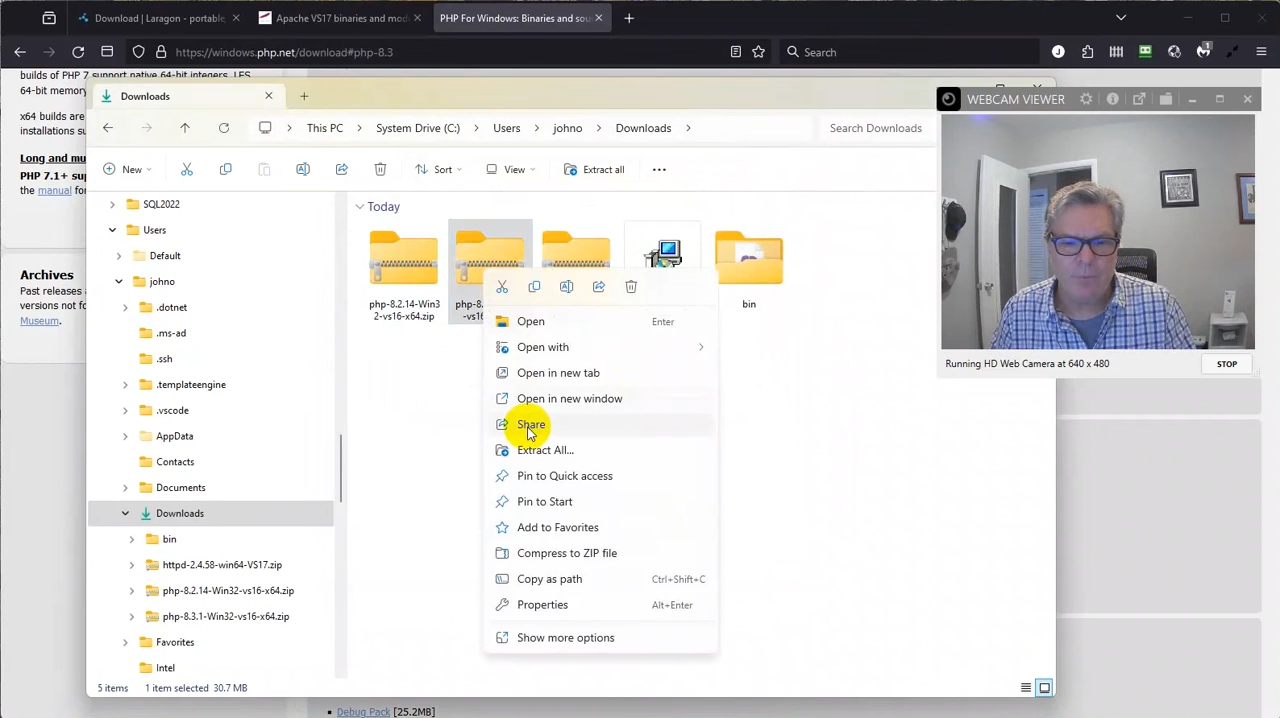 Download | Laragon - portable,
Apache VS17 binaries and mod
PHP For Windows: Binaries and sou
https://windows.php.net/download#php-8.3
Search
J
1
builds of PHP 7 support native 64-bit integers, LFS
64-bit memory
x64 builds are
installations su
Long and mu
PHP 7.1+ sup
the manual for
Archives
Past releases a
versions not fo
Museum.
Downloads
This PC
System Drive (C:)
Users
johno
Downloads
Search Downloads
New
Sort
View
Extract all
SQL2022
Users
Default
johno
.dotnet
.ms-ad
.ssh
.templateengine
.vscode
AppData
Contacts
Documents
Downloads
bin
httpd-2.4.58-win64-VS17.zip
php-8.2.14-Win32-vs16-x64.zip
php-8.3.1-Win32-vs16-x64.zip
Favorites
Intel
Today
php-8.2.14-Win3
2-vs16-x64.zip
php-8.
-vs16
bin
Open
Enter
Open with
Open in new tab
Open in new window
Share
Extract All...
Pin to Quick access
Pin to Start
Add to Favorites
Compress to ZIP file
Copy as path
Ctrl+Shift+C
Properties
Alt+Enter
Show more options
5 items
1 item selected 30.7 MB
WEBCAM VIEWER
Running HD Web Camera at 640 x 480
STOP
Debug Pack [25.2MB]